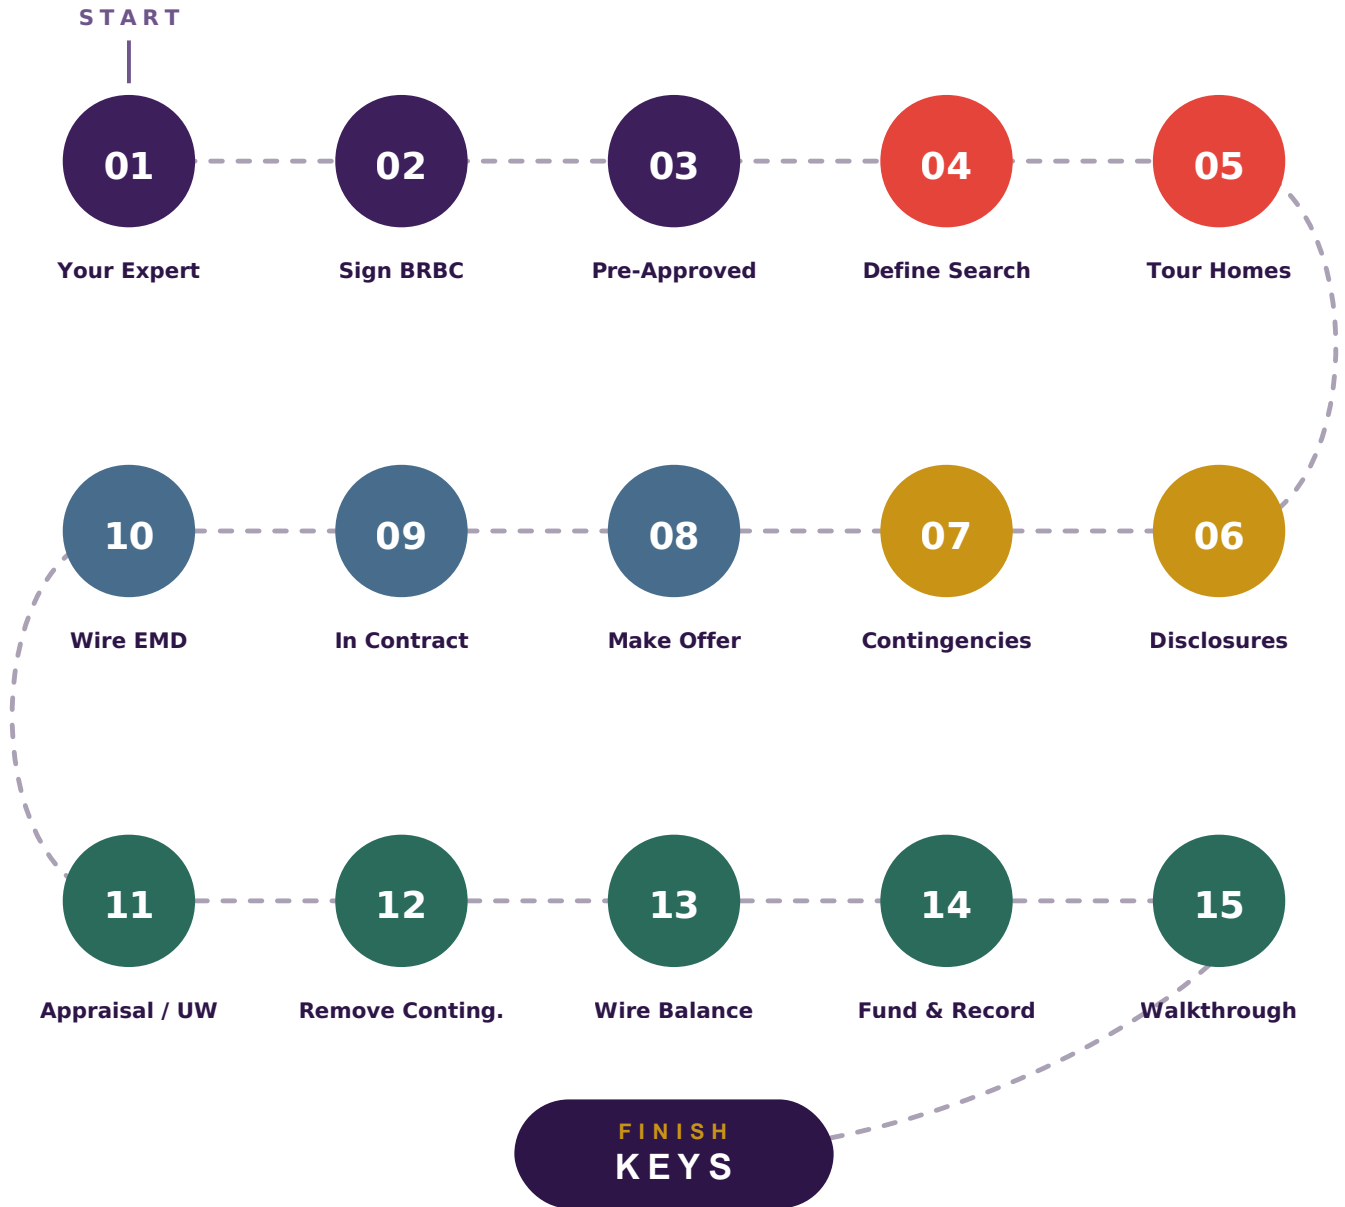 START
01
02
03
04
05
Your Expert
Sign BRBC
Pre-Approved
Define Search
Tour Homes
10
09
08
07
06
Wire EMD
In Contract
Make Offer
Contingencies
Disclosures
11
12
13
14
15
Appraisal / UW
Remove Conting.
Wire Balance
Fund & Record
Walkthrough
FINISH
KEYS